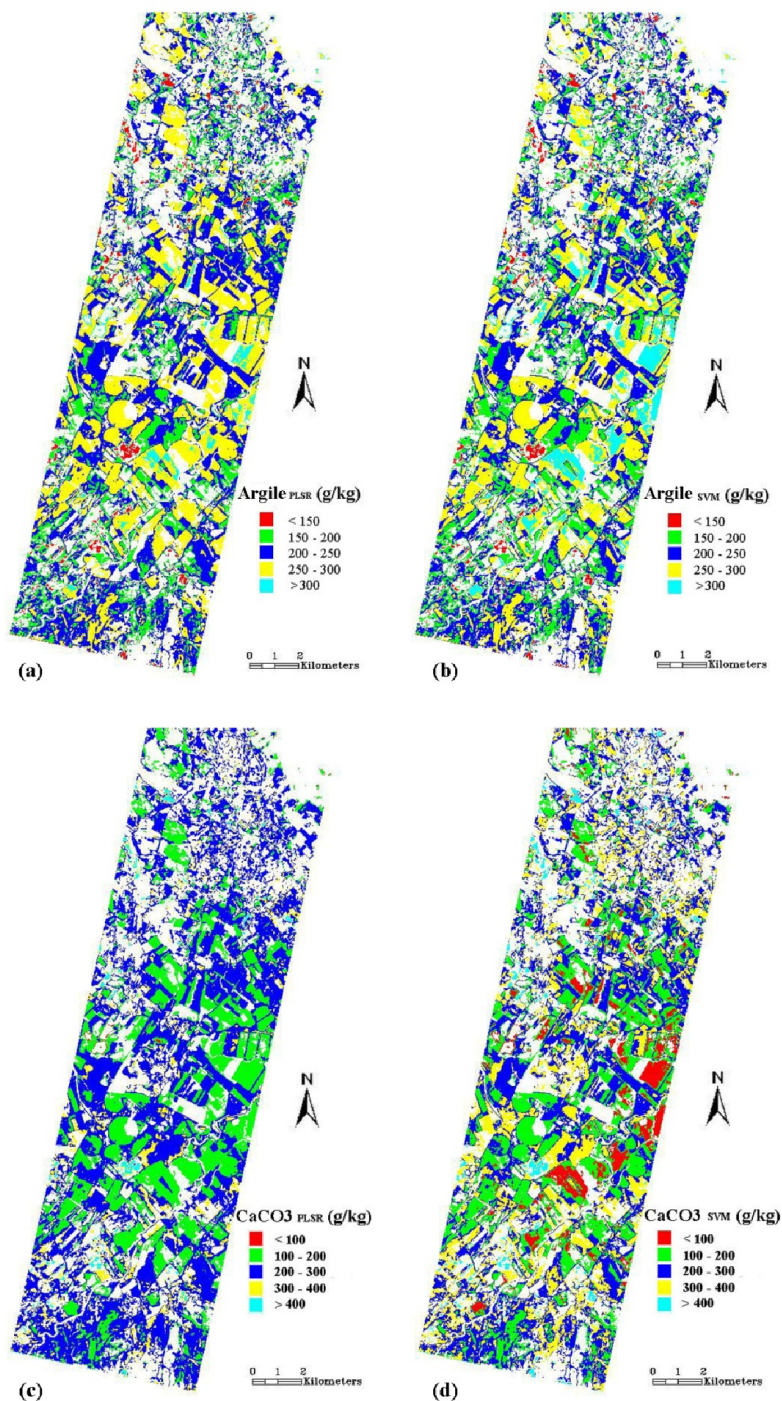 N
Argile PLSR (g/kg)
< 150
150 - 200
200 - 250
250 - 300
>300
0 1 2
Kilometers
(a)
N
Argile SVM (g/kg)
< 150
150 - 200
200 - 250
250 - 300
>300
0 1 2
Kilometers
(b)
N
CaCO3 PLSR (g/kg)
< 100
100 - 200
200 - 300
300 - 400
> 400
0 1 2
Kilometers
(c)
N
CaCO3 SVM (g/kg)
< 100
100 - 200
200 - 300
300 - 400
> 400
0 1 2
Kilometers
(d)